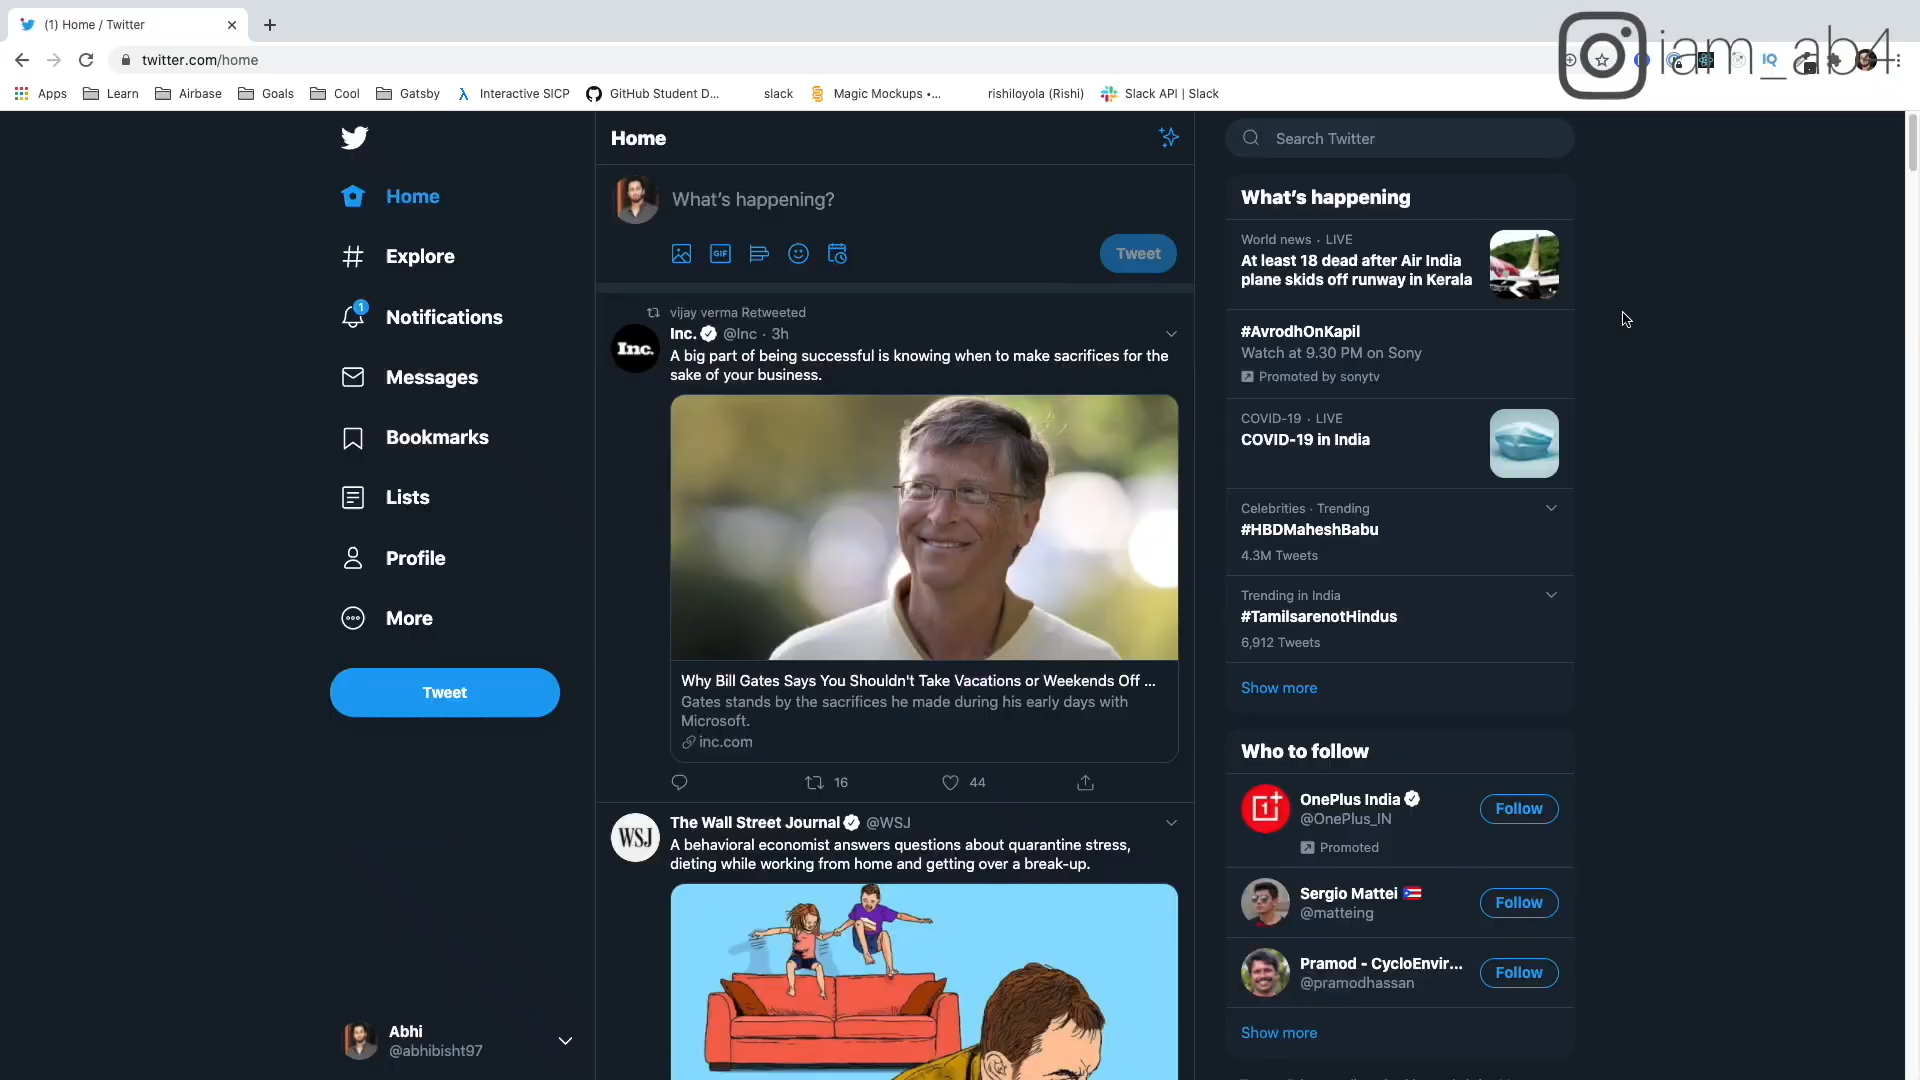 (1) Home / Twitter
twitter.com/home
IQ
iam_ab4
Apps Learn Airbase Goals Cool Gatsby Interactive SICP GitHub Student D... slack Magic Mockups •... rishiloyola (Rishi) Slack API | Slack
Home
Explore
1
Notifications
Messages
Bookmarks
Lists
Profile
More
Tweet
Abhi
@abhibisht97
Home
What's happening?
GIF
Tweet
vijay verma Retweeted
Inc.
Inc. @Inc · 3h
A big part of being successful is knowing when to make sacrifices for the
sake of your business.
Why Bill Gates Says You Shouldn't Take Vacations or Weekends Off ...
Gates stands by the sacrifices he made during his early days with
Microsoft.
inc.com
16 44
WSJ
The Wall Street Journal @WSJ
A behavioral economist answers questions about quarantine stress,
dieting while working from home and getting over a break-up.
Search Twitter
What's happening
World news · LIVE
At least 18 dead after Air India
plane skids off runway in Kerala
#AvrodhOnKapil
Watch at 9.30 PM on Sony
Promoted by sonytv
COVID-19 · LIVE
COVID-19 in India
Celebrities · Trending
#HBDMaheshBabu
4.3M Tweets
Trending in India
#TamilsarenotHindus
6,912 Tweets
Show more
Who to follow
OnePlus India
@OnePlus_IN
Follow
Promoted
Sergio Mattei
@matteing
Follow
Pramod - CycloEnvir...
@pramodhassan
Follow
Show more